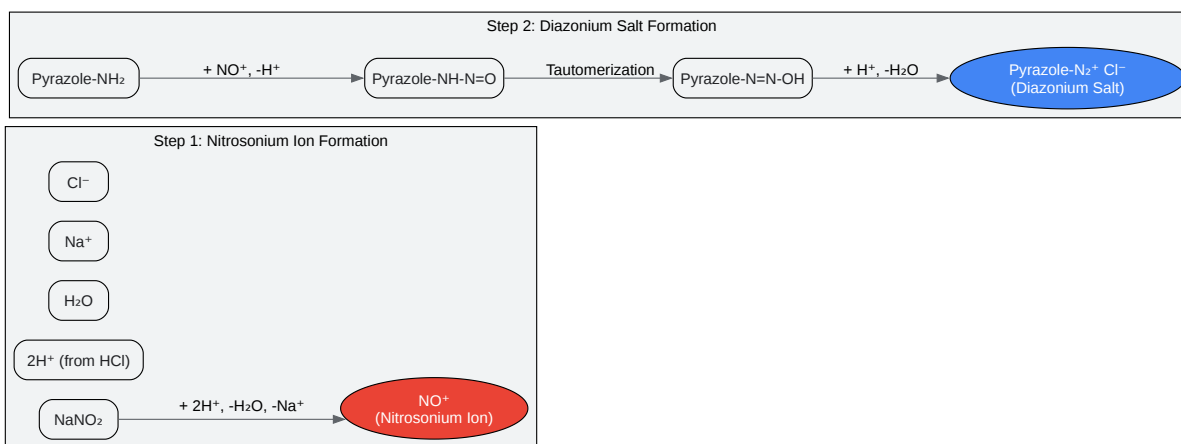 Step 2: Diazonium Salt Formation
Pyrazole-NH₂
+ NO⁺, -H⁺
Pyrazole-NH-N=O
Tautomerization
Pyrazole-N=N-OH
+ H⁺, -H₂O
Pyrazole-N₂⁺ Cl⁻
(Diazonium Salt)
Step 1: Nitrosonium Ion Formation
Cl⁻
Na⁺
H₂O
2H⁺ (from HCl)
NaNO₂
+ 2H⁺, -H₂O, -Na⁺
NO⁺
(Nitrosonium Ion)